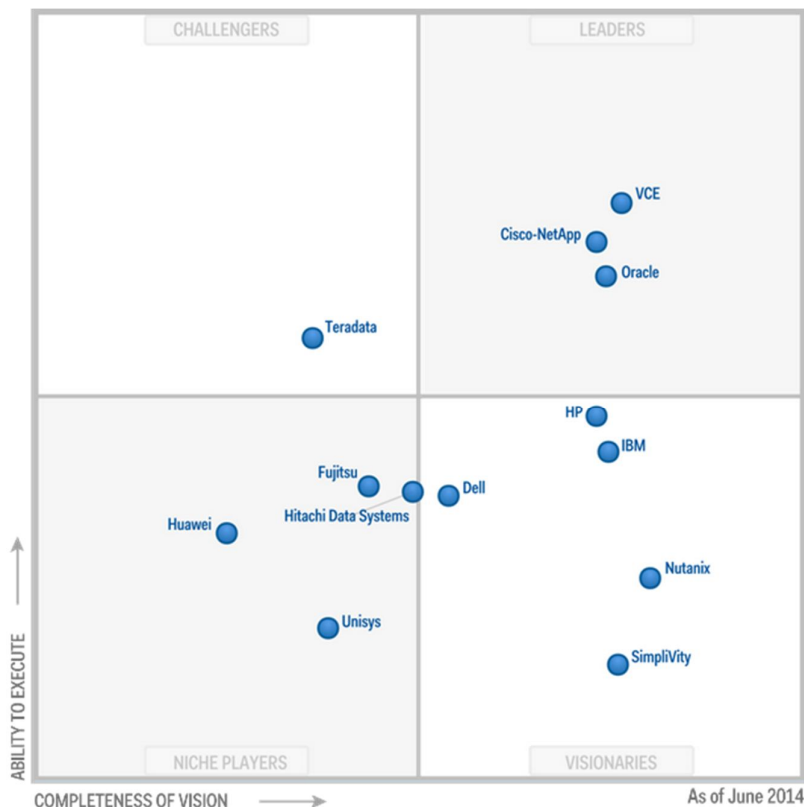 CHALLENGERS
LEADERS
VCE
Cisco-NetApp
Oracle
Teradata
HP
IBM
Fujitsu
Dell
Hitachi Data Systems
Huawei
Nutanix
Unisys
SimpliVity
ABILITY TO EXECUTE
NICHE PLAYERS
VISIONARIES
COMPLETENESS OF VISION
As of June 2014